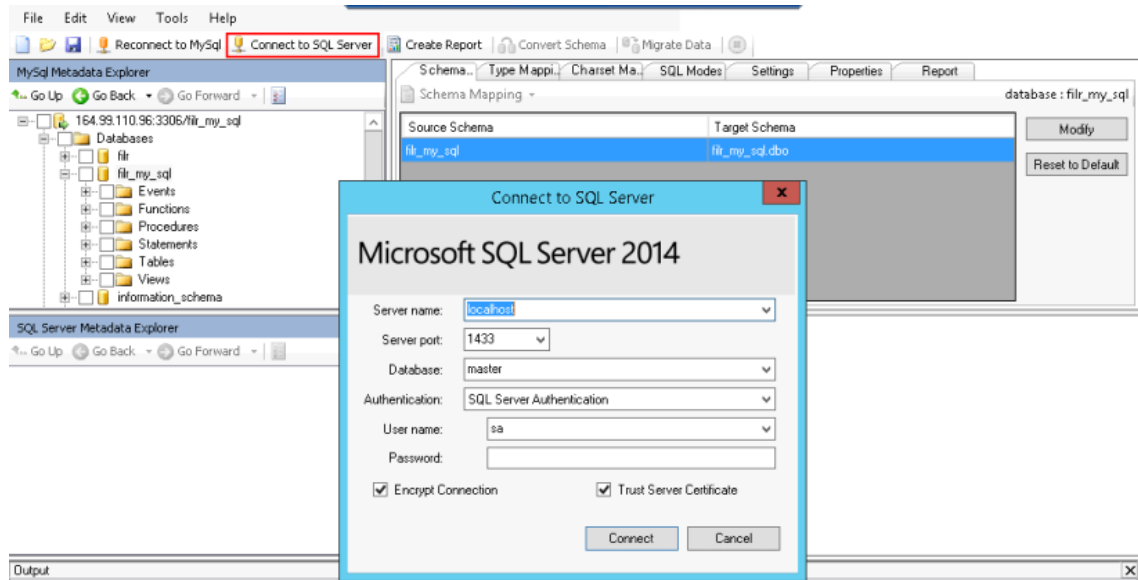 File Edit View Tools Help
Reconnect to MySql Connect to SQL Server Create Report Convert Schema Migrate Data
MySql Metadata Explorer
Go Up Go Back Go Forward
164.99.110.96:3306/filr_my_sql
Databases
filr
filr_my_sql
Events
Functions
Procedures
Statements
Tables
Views
information_schema
Schema.. Type Mappi.. Charset Ma.. SQL Modes Settings Properties Report
Schema Mapping database : filr_my_sql
Source Schema Target Schema
filr_my_sql filr_my_sql.dbo
Modify
Reset to Default
SQL Server Metadata Explorer
Go Up Go Back Go Forward
Connect to SQL Server x
Microsoft SQL Server 2014
Server name: localhost
Server port: 1433
Database: master
Authentication: SQL Server Authentication
User name: sa
Password:
Encrypt Connection Trust Server Certificate
Connect Cancel
Output